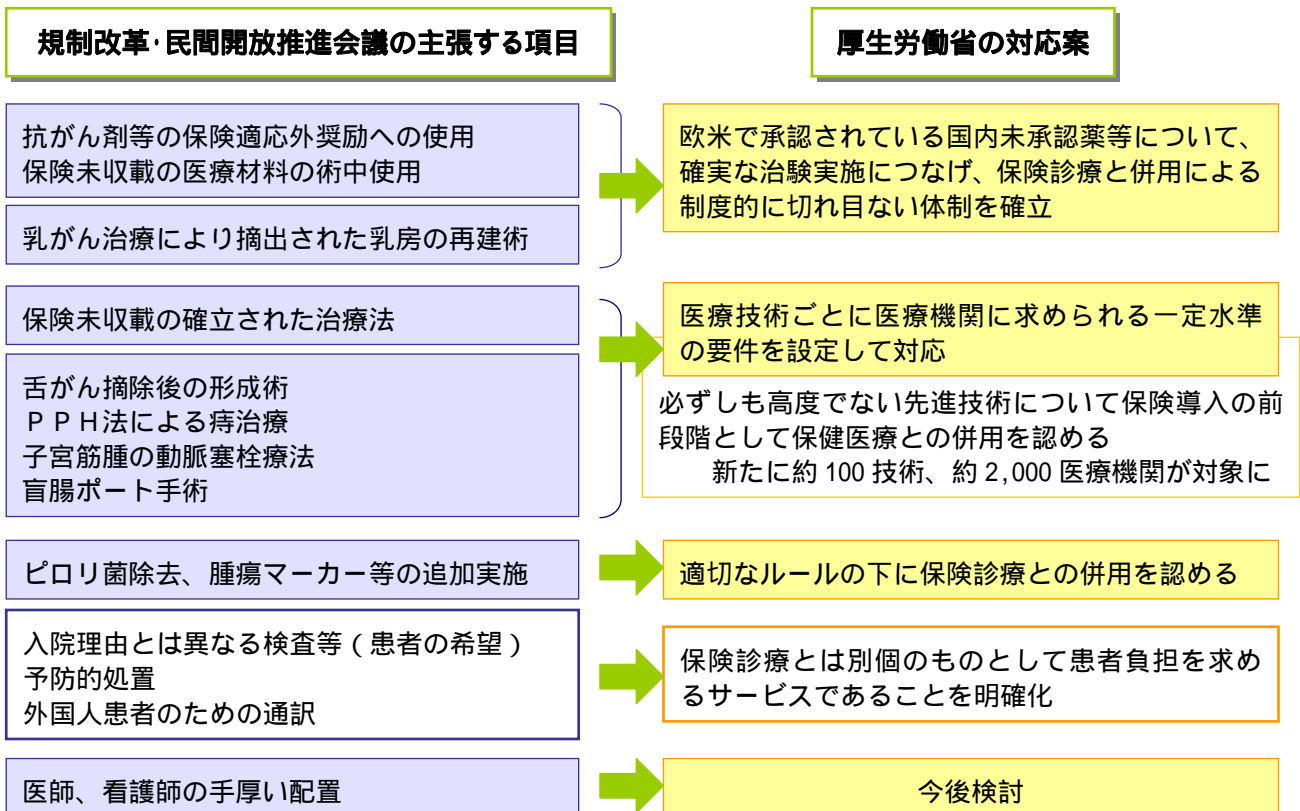 規制改革･民間開放推進会議の主張する項目
厚生労働省の対応案
抗がん剤等の保険適応外奨励への使用
保険未収載の医療材料の術中使用
乳がん治療により摘出された乳房の再建術
欧米で承認されている国内未承認薬等について、
確実な治験実施につなげ、保険診療と併用による
制度的に切れ目ない体制を確立
保険未収載の確立された治療法
舌がん摘除後の形成術
ＰＰＨ法による痔治療
子宮筋腫の動脈塞栓療法
盲腸ポート手術
医療技術ごとに医療機関に求められる一定水準
の要件を設定して対応
必ずしも高度でない先進技術について保険導入の前
段階として保健医療との併用を認める
新たに約 100 技術、約 2,000 医療機関が対象に
ピロリ菌除去、腫瘍マーカー等の追加実施
適切なルールの下に保険診療との併用を認める
入院理由とは異なる検査等（患者の希望）
予防的処置
外国人患者のための通訳
保険診療とは別個のものとして患者負担を求め
るサービスであることを明確化
医師、看護師の手厚い配置
今後検討